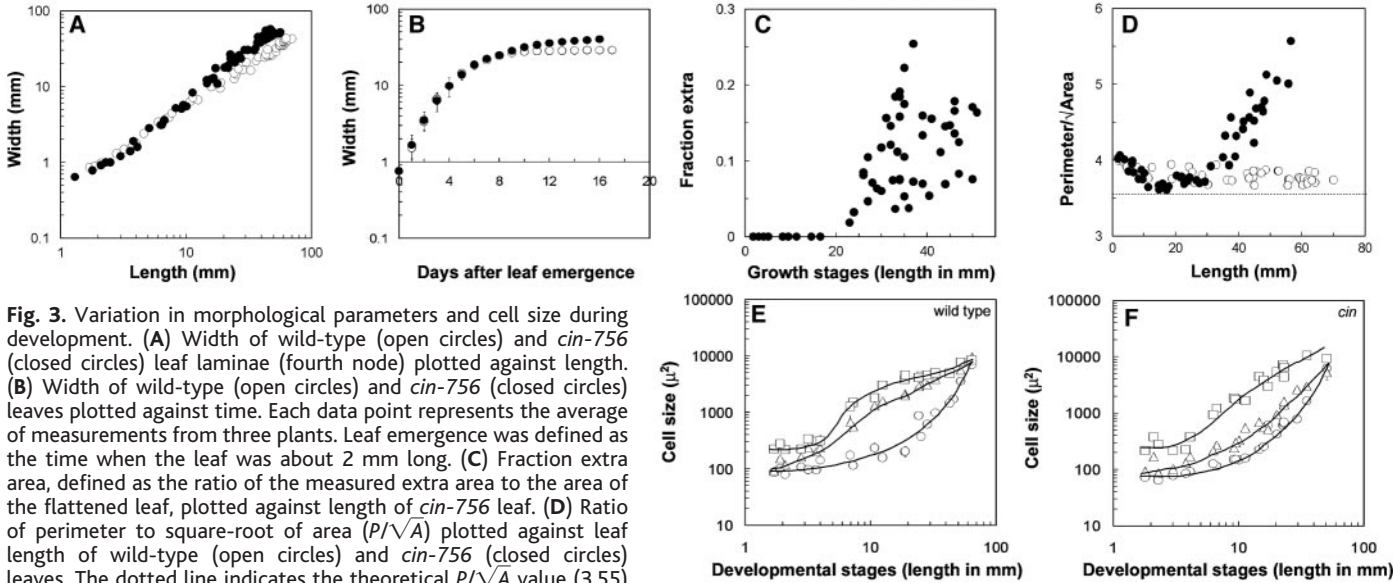 A
100
10
1
0.1
Width (mm)
1
10
100
Length (mm)
B
100
10
1
0.1
Width (mm)
0
4
8
12
16
20
Days after leaf emergence
C
0.3
0.2
0.1
0
Fraction extra
0
20
40
Growth stages (length in mm)
D
6
5
4
3
Perimeter/√Area
0
20
40
60
80
Length (mm)
Fig. 3. Variation in morphological parameters and cell size during
development. (A) Width of wild-type (open circles) and cin-756
(closed circles) leaf laminae (fourth node) plotted against length.
(B) Width of wild-type (open circles) and cin-756 (closed circles)
leaves plotted against time. Each data point represents the average
of measurements from three plants. Leaf emergence was defined as
the time when the leaf was about 2 mm long. (C) Fraction extra
area, defined as the ratio of the measured extra area to the area of
the flattened leaf, plotted against length of cin-756 leaf. (D) Ratio
of perimeter to square-root of area (P/√A) plotted against leaf
length of wild-type (open circles) and cin-756 (closed circles)
leaves. The dotted line indicates the theoretical P/√A value (3.55)
E
wild type
100000
10000
1000
100
10
Cell size (μ²)
1
10
100
Developmental stages (length in mm)
F
cin
100000
10000
1000
100
10
Cell size (μ²)
1
10
100
Developmental stages (length in mm)